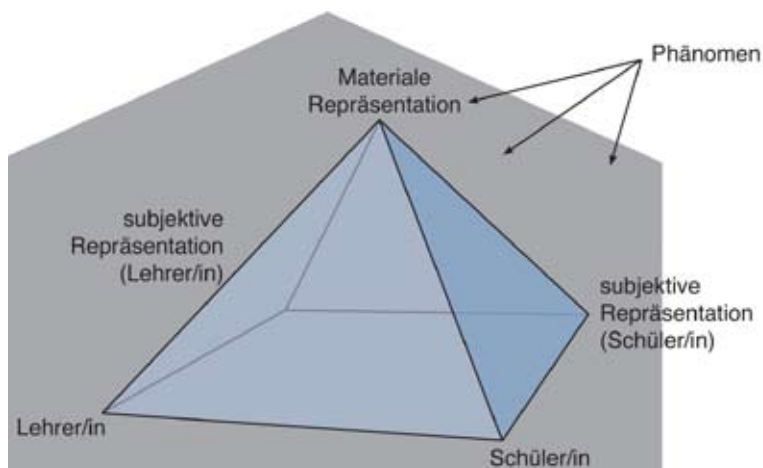 Phänomen
Materiale
Repräsentation
subjektive
Repräsentation
(Lehrer/in)
subjektive
Repräsentation
(Schüler/in)
Lehrer/in
Schüler/in